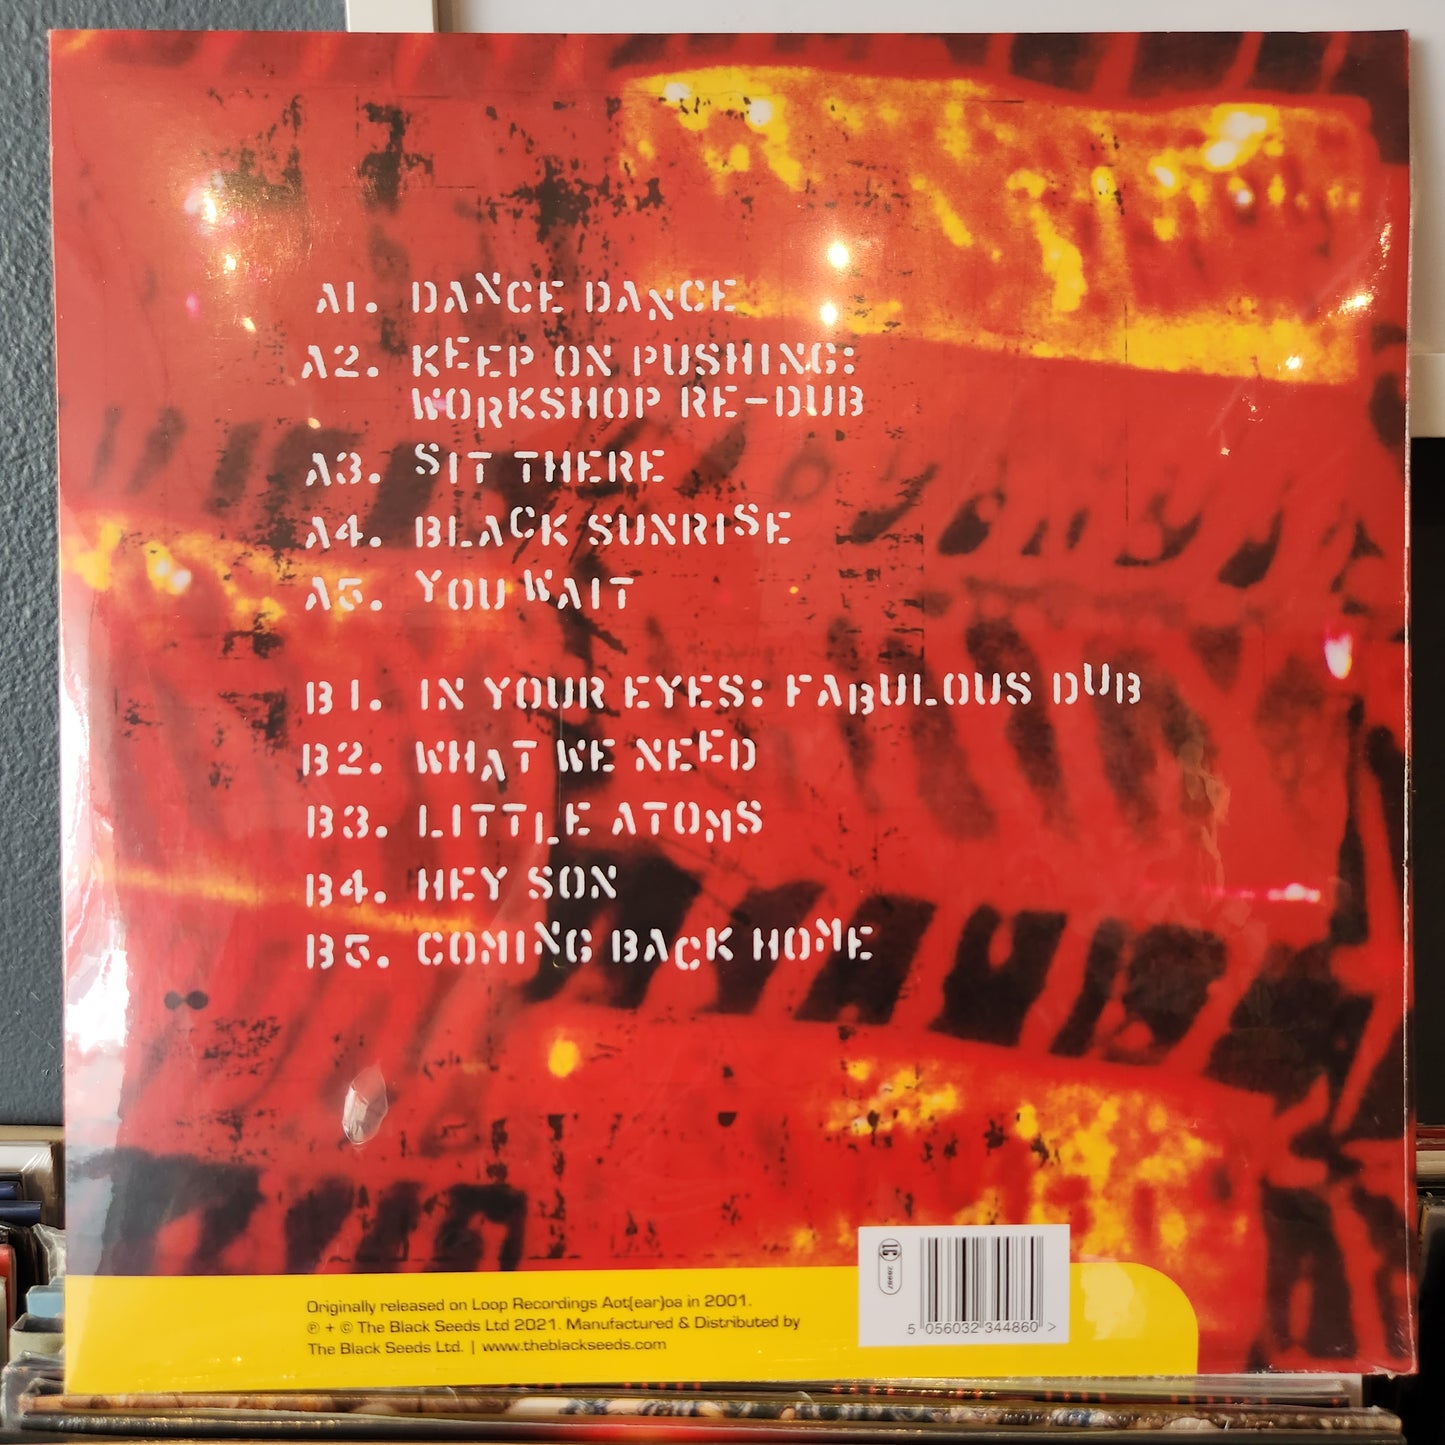 A1. DANCE DANCE
A2. KEEP ON PUSHING:
WORKSHOP RE-DUB
A3. SIT THERE
A4. BLACK SUNRISE
A5. YOU WAIT
B1. IN YOUR EYES: FABULOUS DUB
B2. WHAT WE NEED
B3. LITTLE ATOMS
B4. HEY SON
B5. COMING BACK HOME
Originally released on Loop Recordings Aot(ear)oa in 2001.
℗ + © The Black Seeds Ltd 2021. Manufactured & Distributed by
The Black Seeds Ltd. | www.theblackseeds.com
LC
5 056032 344860 >